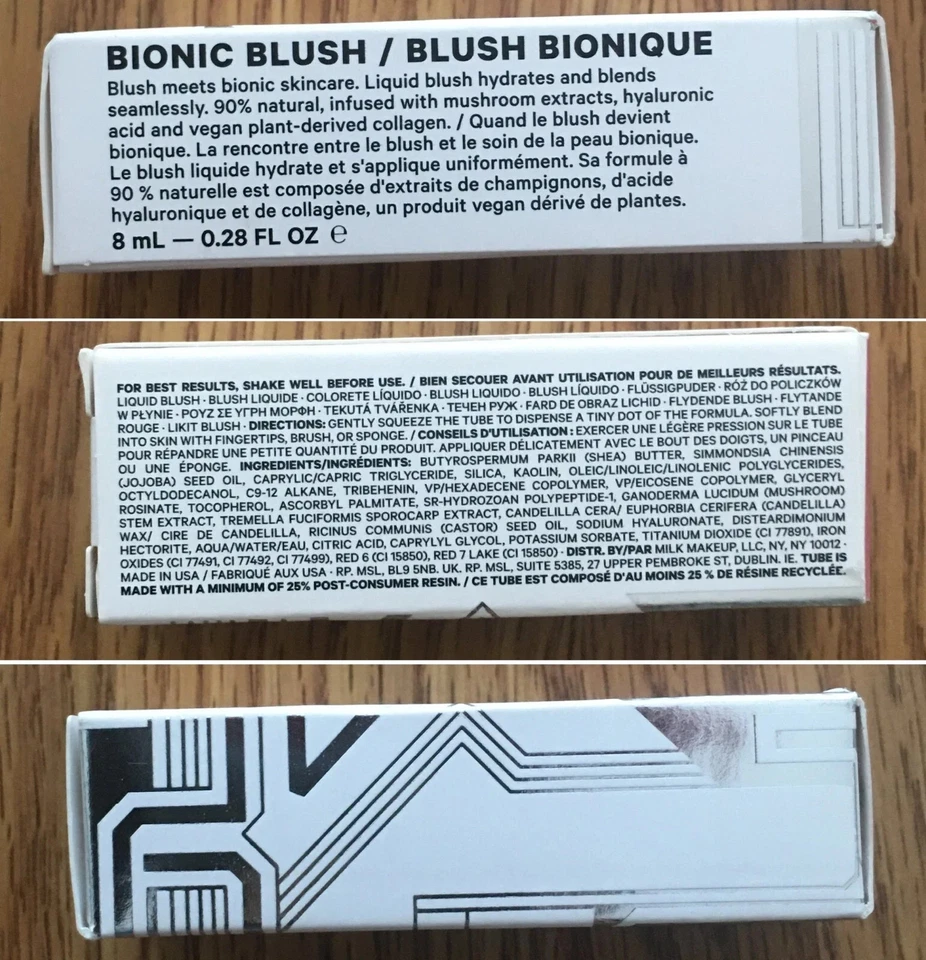 BIONIC BLUSH / BLUSH BIONIQUE
Blush meets bionic skincare. Liquid blush hydrates and blends
seamlessly. 90% natural, infused with mushroom extracts, hyaluronic
acid and vegan plant-derived collagen. / Quand le blush devient
bionique. La rencontre entre le blush et le soin de la peau bionique.
Le blush liquide hydrate et s'applique uniformément. Sa formule à
90 % naturelle est composée d'extraits de champignons, d'acide
hyaluronique et de collagène, un produit vegan dérivé de plantes.
8 mL — 0.28 FL OZ ℮
FOR BEST RESULTS, SHAKE WELL BEFORE USE. / BIEN SECOUER AVANT UTILISATION POUR DE MEILLEURS RÉSULTATS.
LIQUID BLUSH · BLUSH LIQUIDE · COLORETE LÍQUIDO · BLUSH LIQUIDO · BLUSH LÍQUIDO · FLÜSSIGPUDER · RÓŻ DO POLICZKÓW
W PŁYNIE · ΡΟΥΖ ΣΕ ΥΓΡΗ ΜΟΡΦΗ · TEKUTÁ TVÁŘENKA · ТЕЧЕН РУЖ · FARD DE OBRAZ LICHID · FLYDENDE BLUSH · FLYTANDE
ROUGE · LIKIT BLUSH · DIRECTIONS: GENTLY SQUEEZE THE TUBE TO DISPENSE A TINY DOT OF THE FORMULA. SOFTLY BLEND
INTO SKIN WITH FINGERTIPS, BRUSH, OR SPONGE. / CONSEILS D'UTILISATION : EXERCER UNE LÉGÈRE PRESSION SUR LE TUBE
POUR RÉPANDRE UNE PETITE QUANTITÉ DU PRODUIT. APPLIQUER DÉLICATEMENT AVEC LE BOUT DES DOIGTS, UN PINCEAU
OU UNE ÉPONGE. INGREDIENTS/INGRÉDIENTS: BUTYROSPERMUM PARKII (SHEA) BUTTER, SIMMONDSIA CHINENSIS
(JOJOBA) SEED OIL, CAPRYLIC/CAPRIC TRIGLYCERIDE, SILICA, KAOLIN, OLEIC/LINOLEIC/LINOLENIC POLYGLYCERIDES,
OCTYLDODECANOL, C9-12 ALKANE, TRIBEHENIN, VP/HEXADECENE COPOLYMER, VP/EICOSENE COPOLYMER, GLYCERYL
ROSINATE, TOCOPHEROL, ASCORBYL PALMITATE, SR-HYDROZOAN POLYPEPTIDE-1, GANODERMA LUCIDUM (MUSHROOM)
STEM EXTRACT, TREMELLA FUCIFORMIS SPOROCARP EXTRACT, CANDELILLA CERA/ EUPHORBIA CERIFERA (CANDELILLA)
WAX/ CIRE DE CANDELILLA, RICINUS COMMUNIS (CASTOR) SEED OIL, SODIUM HYALURONATE, DISTEARDIMONIUM
HECTORITE, AQUA/WATER/EAU, CITRIC ACID, CAPRYLYL GLYCOL, POTASSIUM SORBATE, TITANIUM DIOXIDE (CI 77891), IRON
OXIDES (CI 77491, CI 77492, CI 77499), RED 6 (CI 15850), RED 7 LAKE (CI 15850) · DISTR. BY/PAR MILK MAKEUP, LLC, NY, NY 10012 ·
MADE IN USA / FABRIQUÉ AUX USA · RP. MSL, BL9 5NB. UK. RP. MSL, SUITE 5385, 27 UPPER PEMBROKE ST, DUBLIN. IE. TUBE IS
MADE WITH A MINIMUM OF 25% POST-CONSUMER RESIN. / CE TUBE EST COMPOSÉ D'AU MOINS 25 % DE RÉSINE RECYCLÉE.